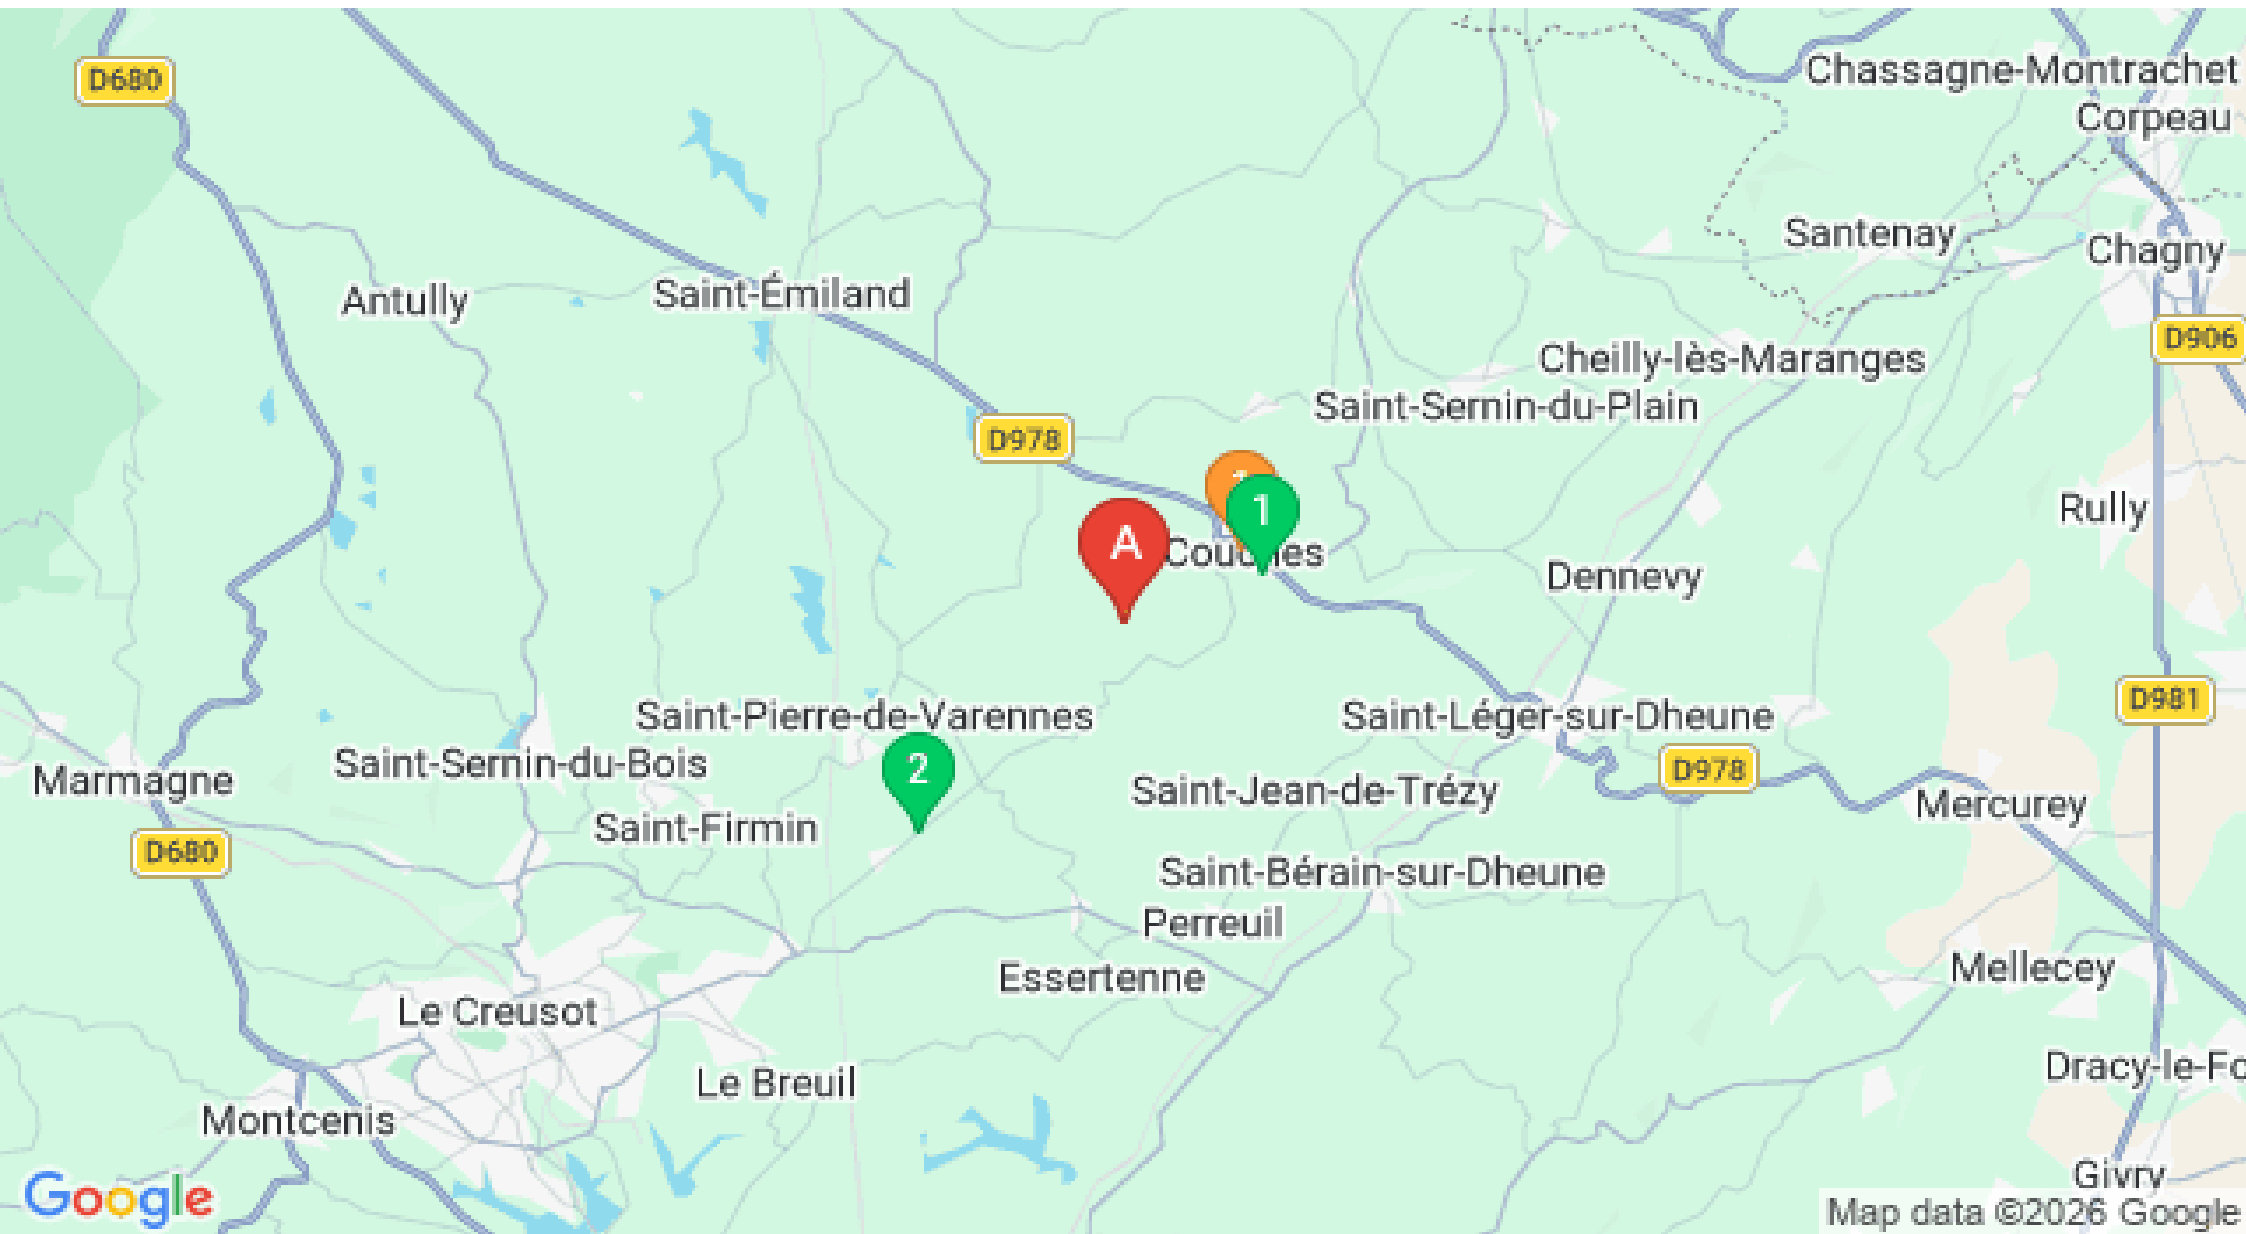 D680
Chassagne-Montrachet
Corpeau
Santenay
Chagny
Antully
Saint-Émiland
D906
Cheilly-lès-Maranges
Saint-Sernin-du-Plain
D978
1
Rully
A
Couches
Dennevy
D981
Saint-Pierre-de-Varennes
Saint-Léger-sur-Dheune
Saint-Sernin-du-Bois
2
D978
Marmagne
Saint-Jean-de-Trézy
Mercurey
Saint-Firmin
D680
Saint-Bérain-sur-Dheune
Perreuil
Essertenne
Mellecey
Le Creusot
Dracy-le-Fo
Le Breuil
Montcenis
Givry
Google
Map data ©2026 Google